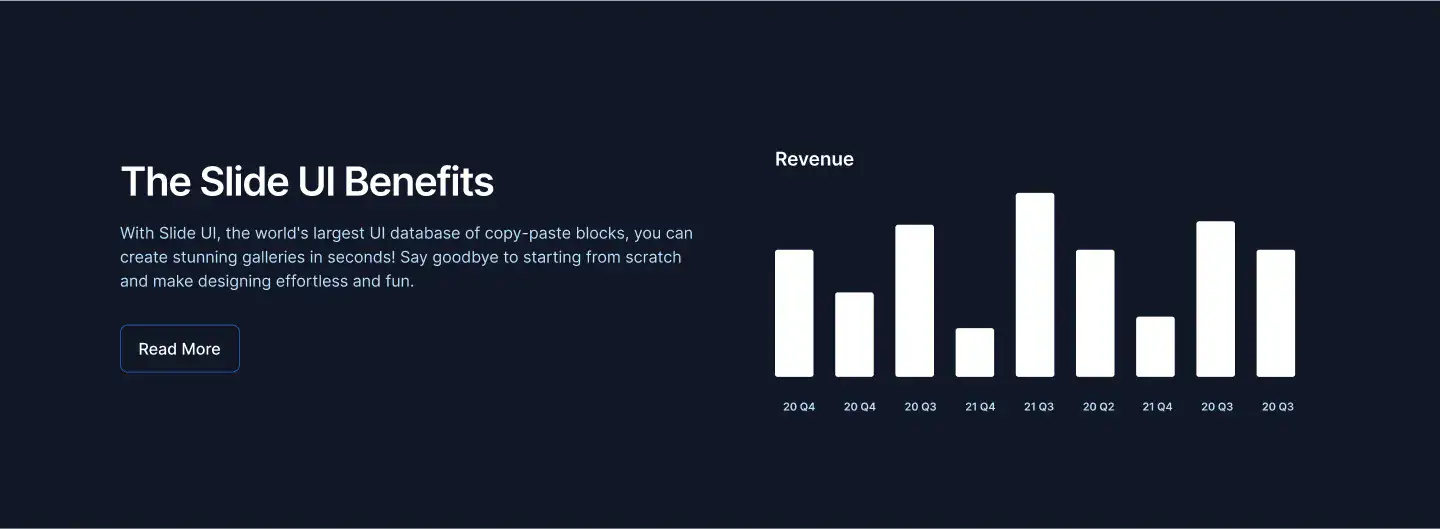 The Slide UI Benefits
With Slide UI, the world's largest UI database of copy-paste blocks, you can
create stunning galleries in seconds! Say goodbye to starting from scratch
and make designing effortless and fun.
Read More
Revenue
20 Q4 20 Q4 20 Q3 21 Q4 21 Q3 20 Q2 21 Q4 20 Q3 20 Q3